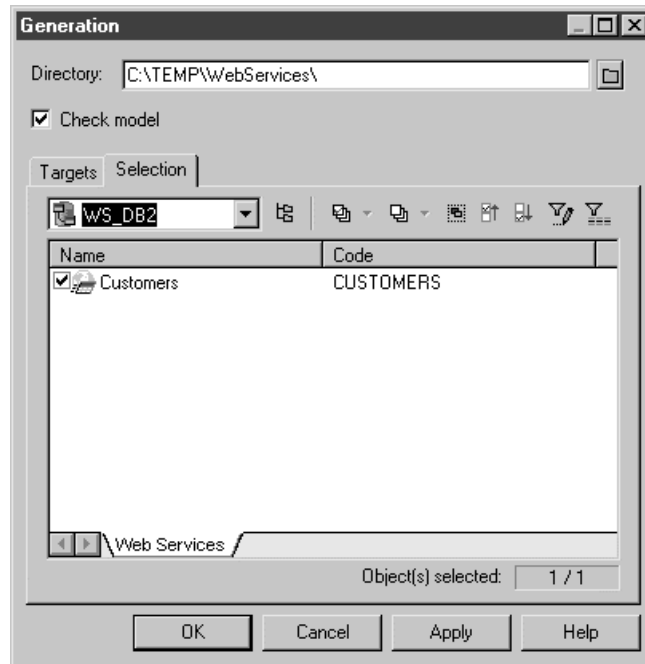 Generation
Directory: C:\TEMP\WebServices\
Check model
Targets Selection
WS_DB2
Name Code
Customers CUSTOMERS
Web Services
Object(s) selected: 1 / 1
OK Cancel Apply Help